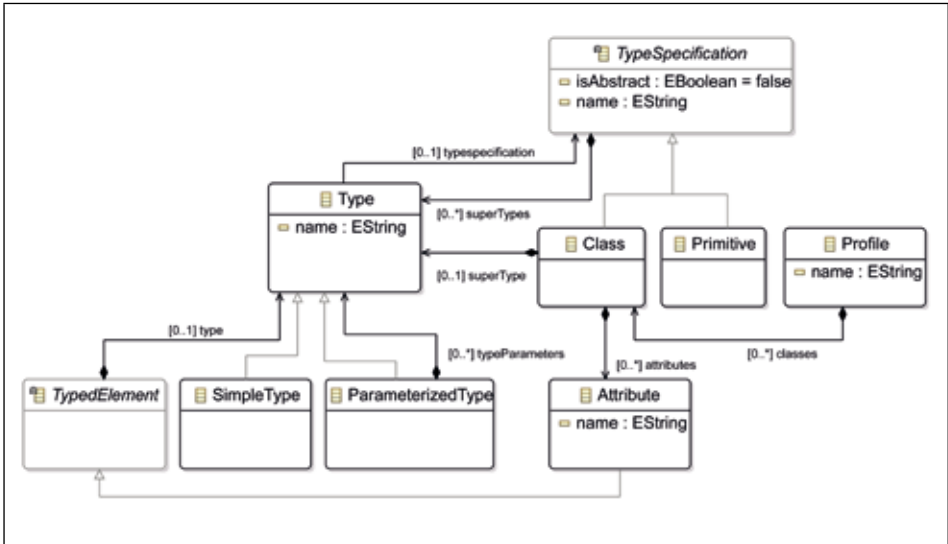 TypeSpecification
isAbstract : EBoolean = false
name : EString
[0..1] typespecification
Type
name : EString
[0..*] superTypes
Class
Primitive
Profile
name : EString
[0..1] superType
[0..1] type
[0..*] typeParameters
[0..*] classes
[0..*] attributes
TypedElement
SimpleType
ParameterizedType
Attribute
name : EString